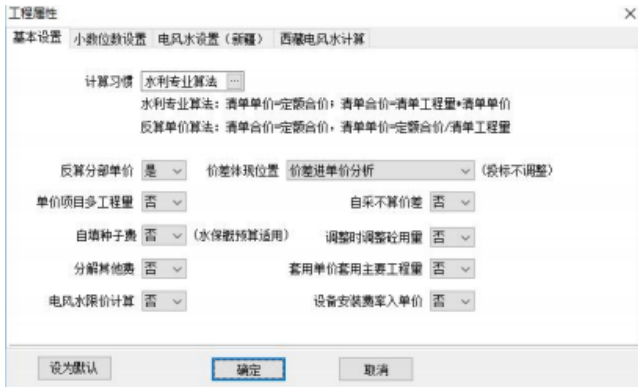 工程属性
基本设置 小数位数设置 电风水设置(新疆) 西藏电风水计算
计算习惯 水利专业算法 ...
水利专业算法：清单单价=定额合价；清单合价=清单工程量*清单单价
反算单价算法：清单合价=定额合价，清单单价=定额合价/清单工程量
反算分部单价 是 价差体现位置 价差进单价分析 (投标不调整)
单价项目多工程量 否 自采不算价差 否
自填种子费 否 (水保概预算适用) 调整时调整砼用量 否
分解其他费 否 套用单价套用主要工程量 否
电风水限价计算 否 设备安装费率入单价 否
设为默认 确定 取消